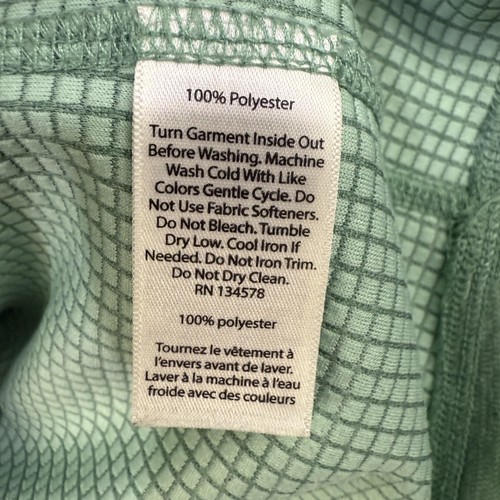 100% Polyester
Turn Garment Inside Out
Before Washing. Machine
Wash Cold With Like
Colors Gentle Cycle. Do
Not Use Fabric Softeners.
Do Not Bleach. Tumble
Dry Low. Cool Iron If
Needed. Do Not Iron Trim.
Do Not Dry Clean.
RN 134578
100% polyester
Tournez le vêtement à
l'envers avant de laver.
Laver à la machine à l'eau
froide avec des couleurs